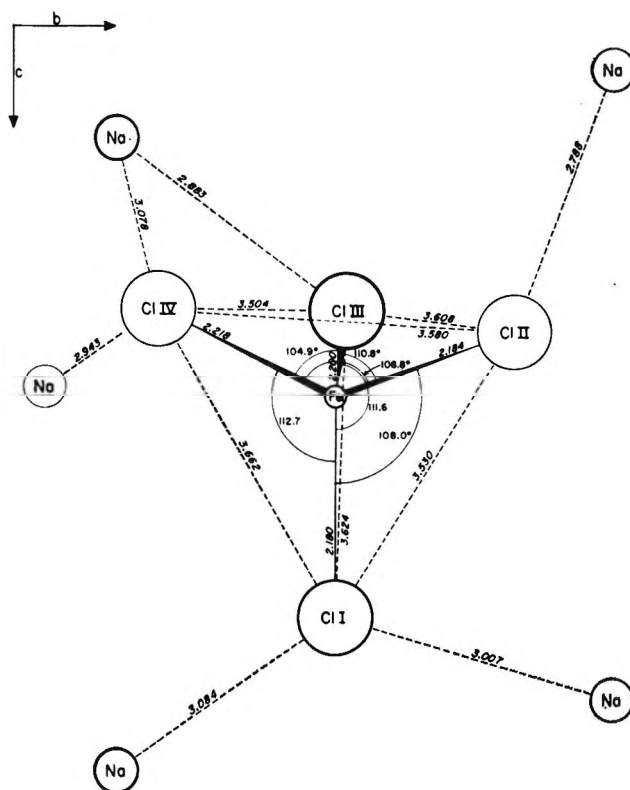 b
c
Na
Na
2.788
2.883
3.078
Cl IV
3.504
Cl III
3.608
3.580
Cl II
2.218
2.184
2.943
104.9°
110.8°
106.8°
2.200
Na
Fe
112.7
111.6
108.0°
3.662
3.530
2.180
3.624
Cl I
3.084
3.007
Na
Na